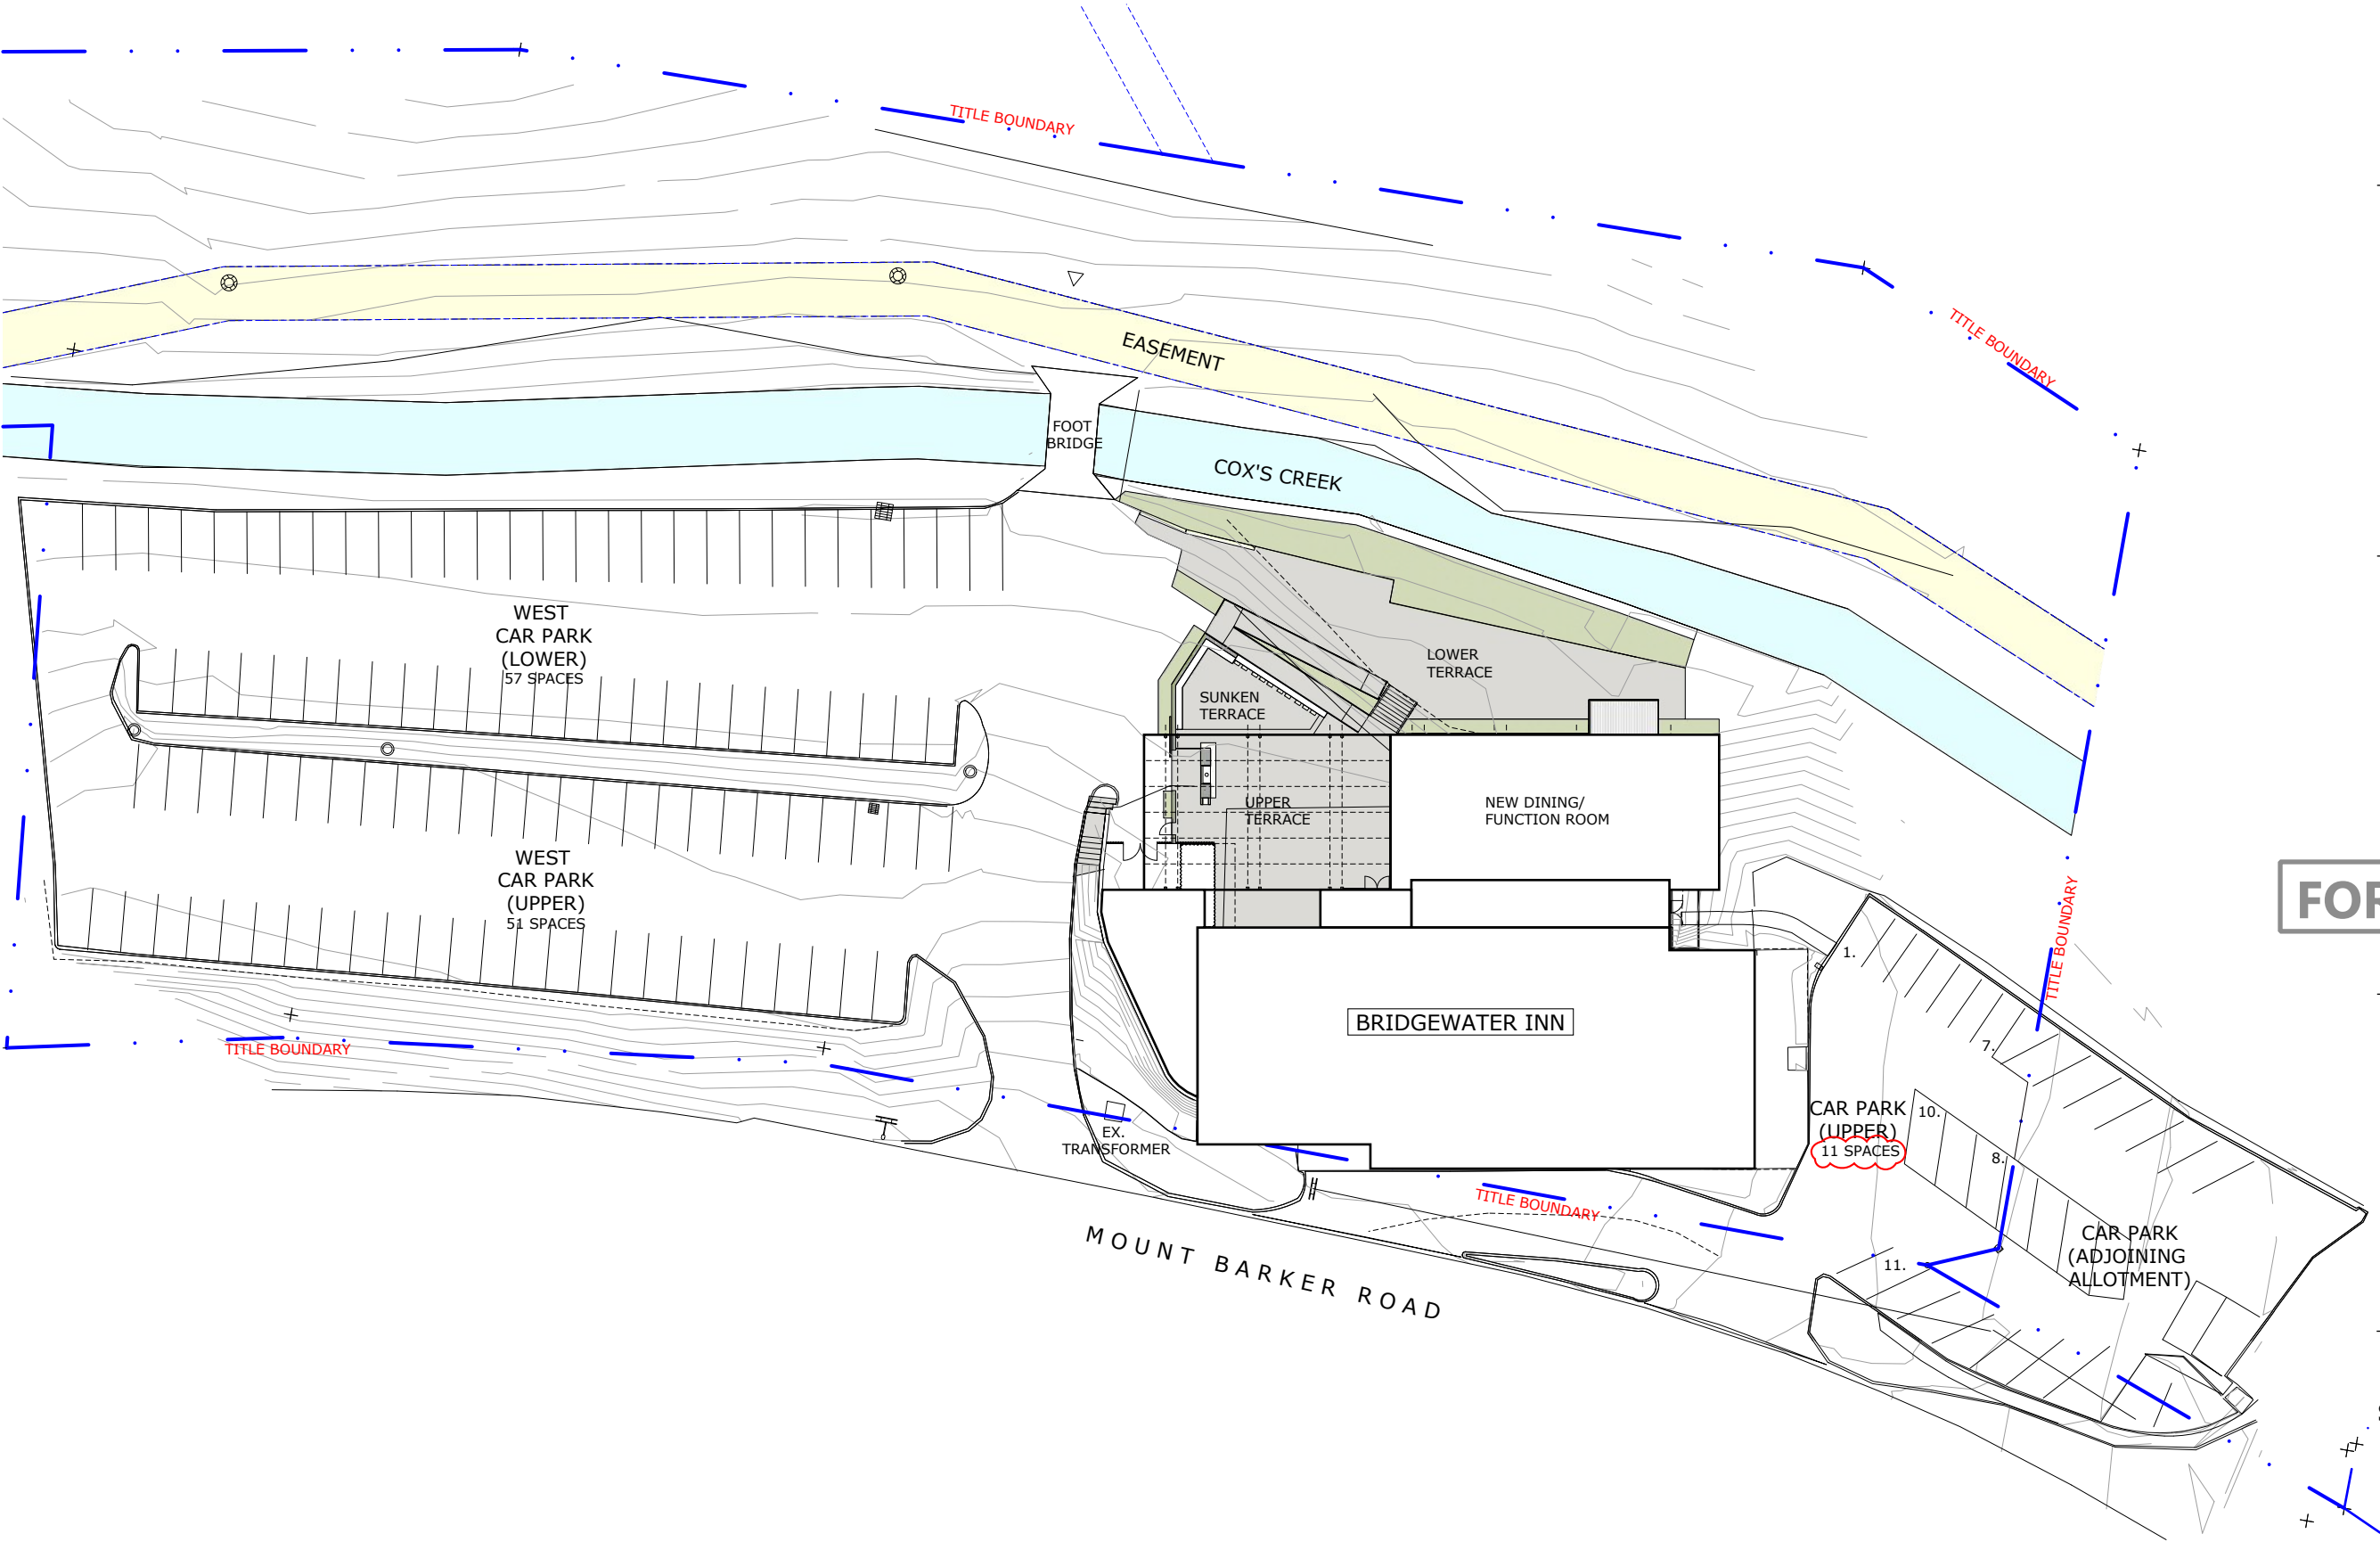 TITLE BOUNDARY
TITLE BOUNDARY
EASEMENT
FOOT
BRIDGE
COX'S CREEK
WEST
CAR PARK
(LOWER)
57 SPACES
LOWER
TERRACE
SUNKEN
TERRACE
UPPER
TERRACE
NEW DINING/
FUNCTION ROOM
WEST
CAR PARK
(UPPER)
51 SPACES
FOR
TITLE BOUNDARY
1.
BRIDGEWATER INN
7.
TITLE BOUNDARY
10.
CAR PARK
(UPPER)
11 SPACES
8.
EX.
TRANSFORMER
TITLE BOUNDARY
CAR PARK
(ADJOINING
ALLOTMENT)
11.
MOUNT BARKER ROAD